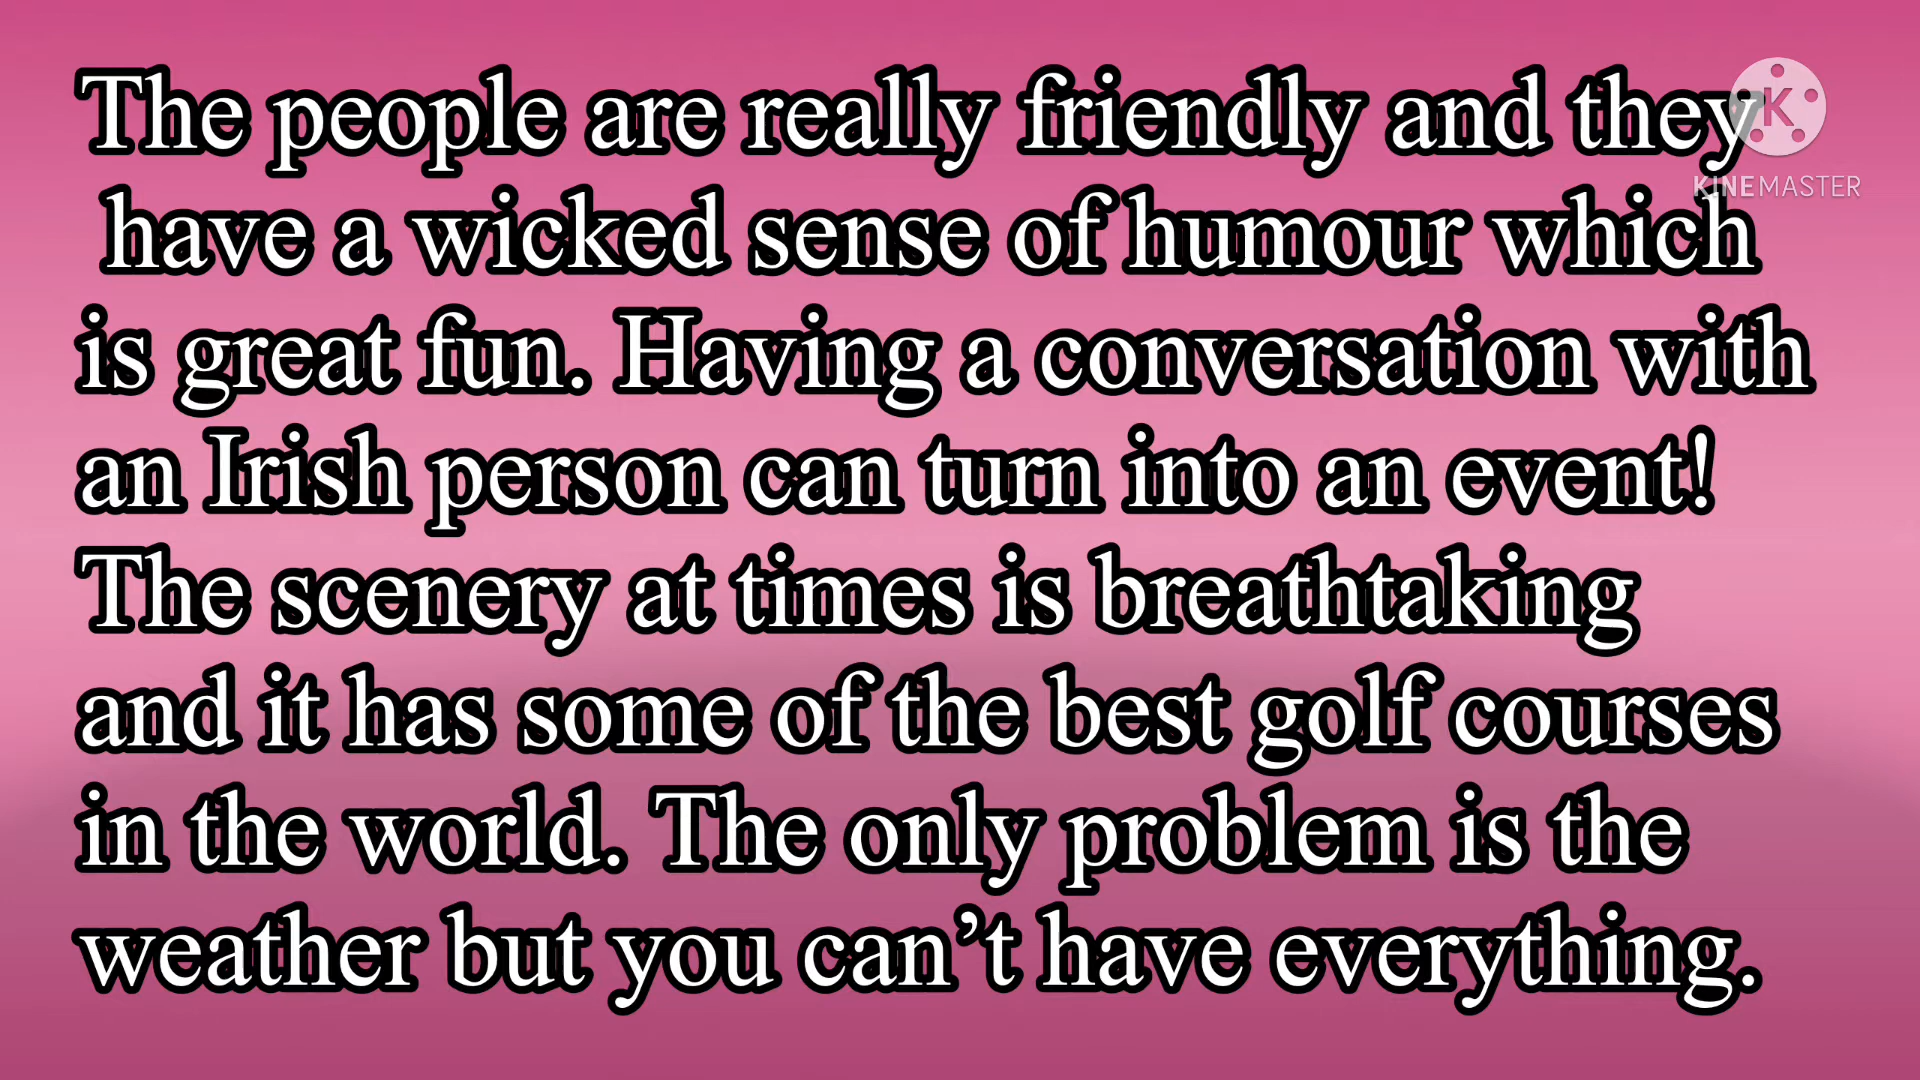 The people are really friendly and they
have a wicked sense of humour which
is great fun. Having a conversation with
an Irish person can turn into an event!
The scenery at times is breathtaking
and it has some of the best golf courses
in the world. The only problem is the
weather but you can’t have everything.
K
KINEMASTER